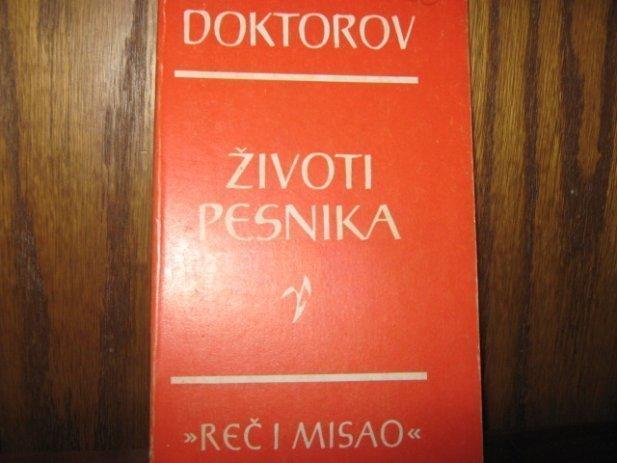 DOKTOROV
ŽIVOTI
PESNIKA
»REČ I MISAO«